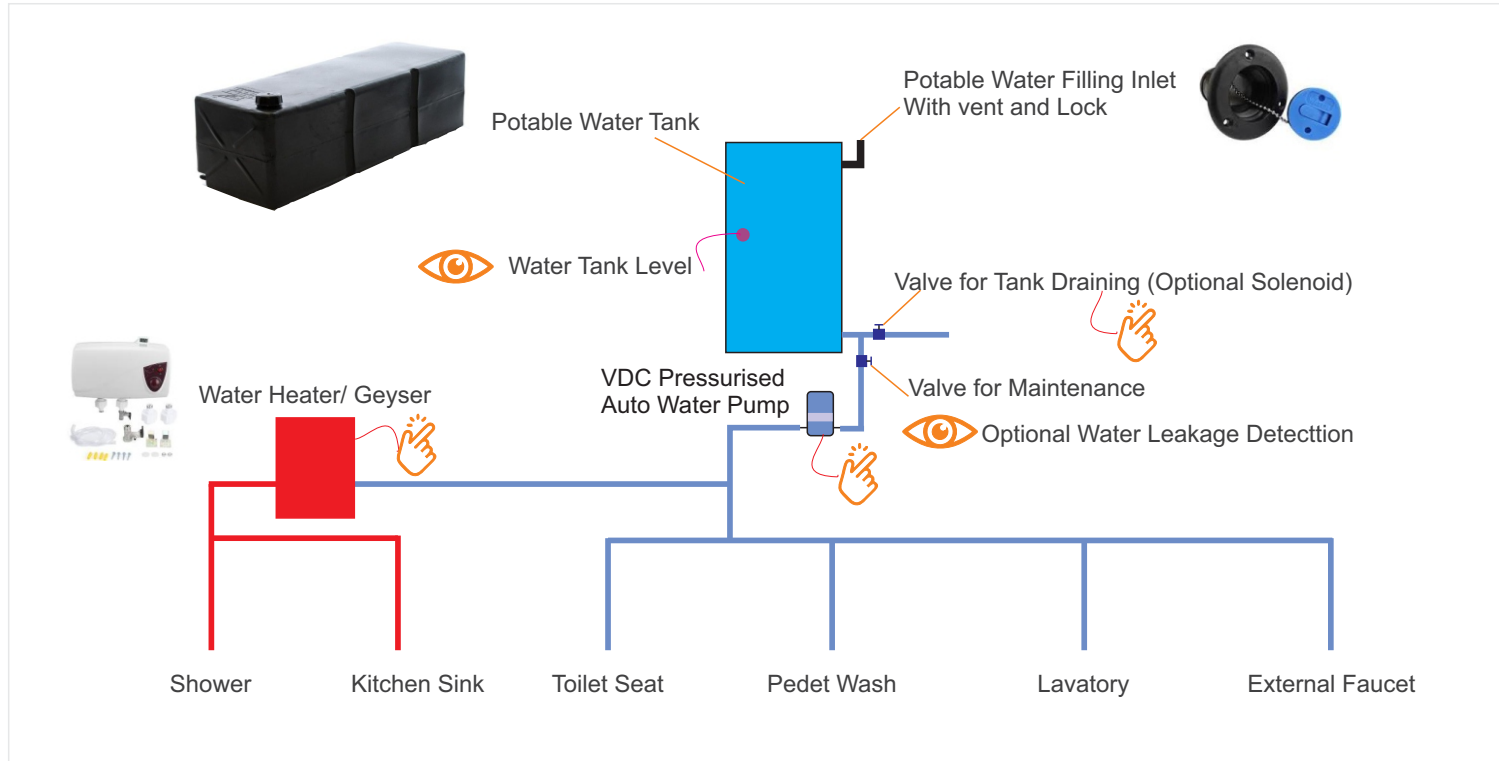 Potable Water Filling Inlet
With vent and Lock
Potable Water Tank
Water Tank Level
Valve for Tank Draining (Optional Solenoid)
VDC Pressurised
Auto Water Pump
Valve for Maintenance
Water Heater/ Geyser
Optional Water Leakage Detecttion
Shower
Kitchen Sink
Toilet Seat
Pedet Wash
Lavatory
External Faucet